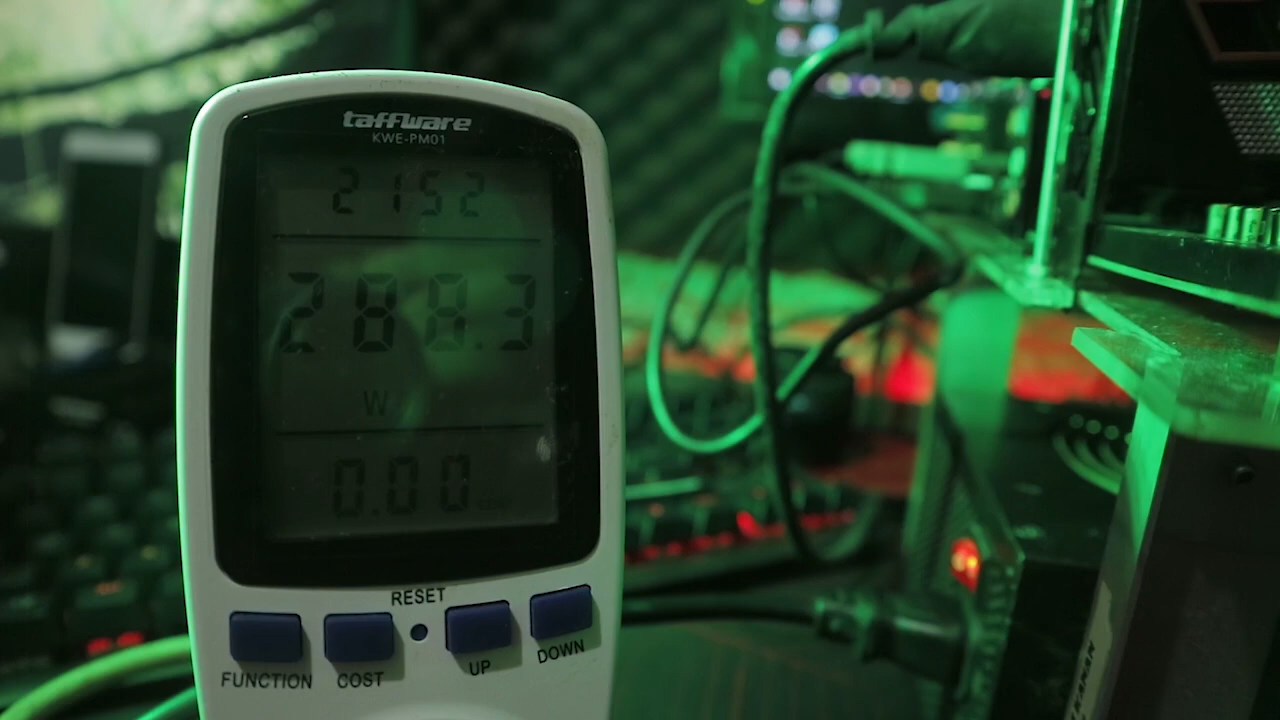 taffware
KWE-PM01
2152
288.3
W
0.00
RESET
FUNCTION
COST
UP
DOWN